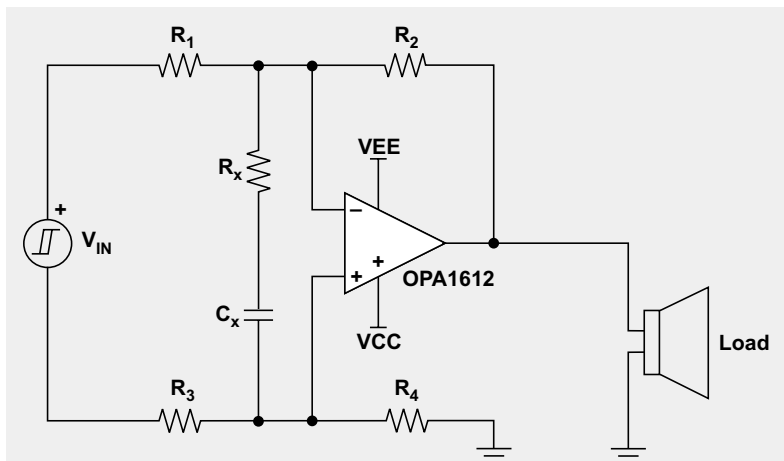 R1
R2
VEE
Rx
+
VIN
−
+
+
OPA1612
Cx
VCC
Load
R3
R4